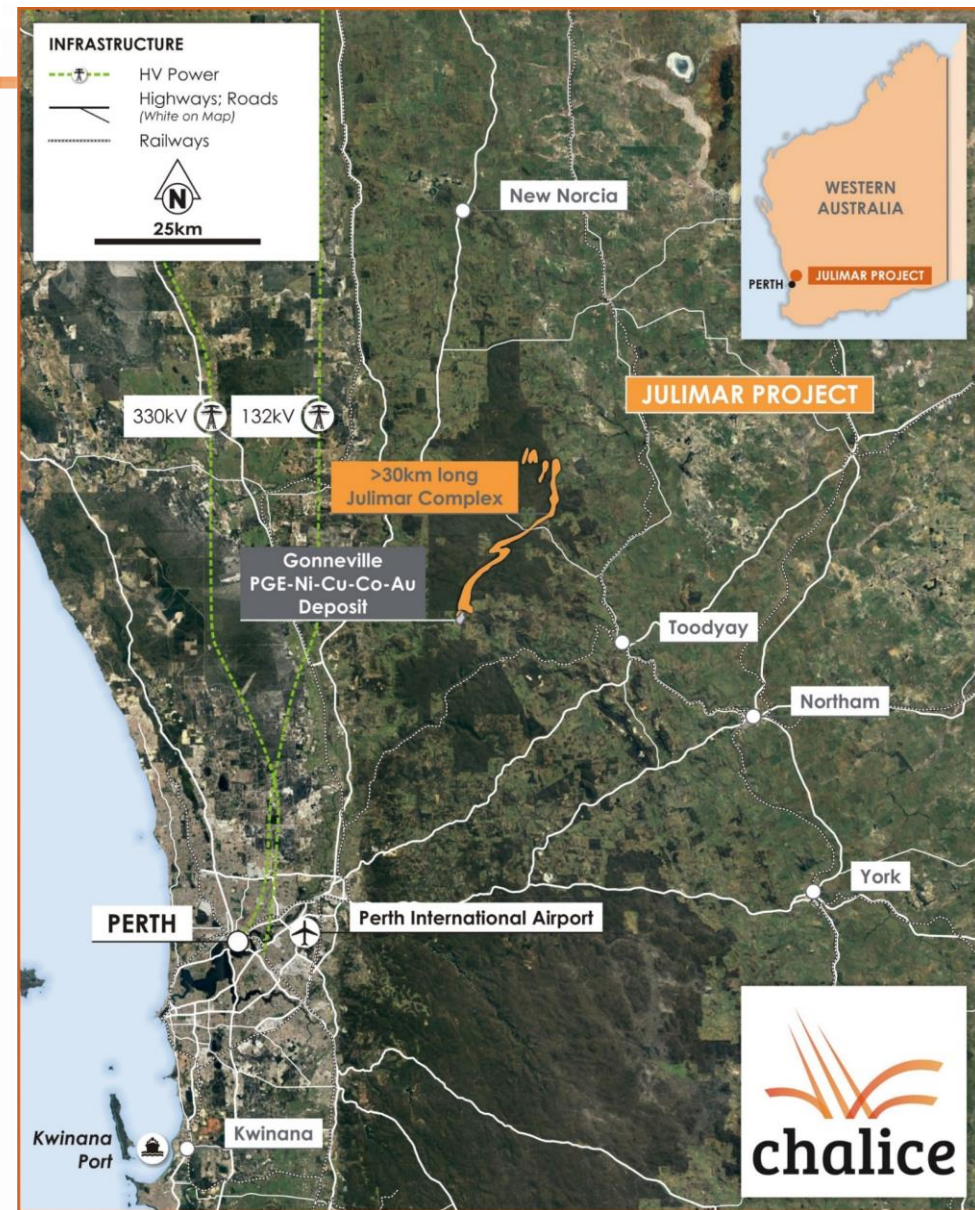 INFRASTRUCTURE
HV Power
Highways; Roads
(White on Map)
Railways
N
25km
WESTERN
AUSTRALIA
PERTH
JULIMAR PROJECT
New Norcia
JULIMAR PROJECT
330kV
132kV
>30km long
Julimar Complex
Gonneville
PGE-Ni-Cu-Co-Au
Deposit
Toodyay
Northam
York
PERTH
Perth International Airport
Kwinana
Port
Kwinana
chalice